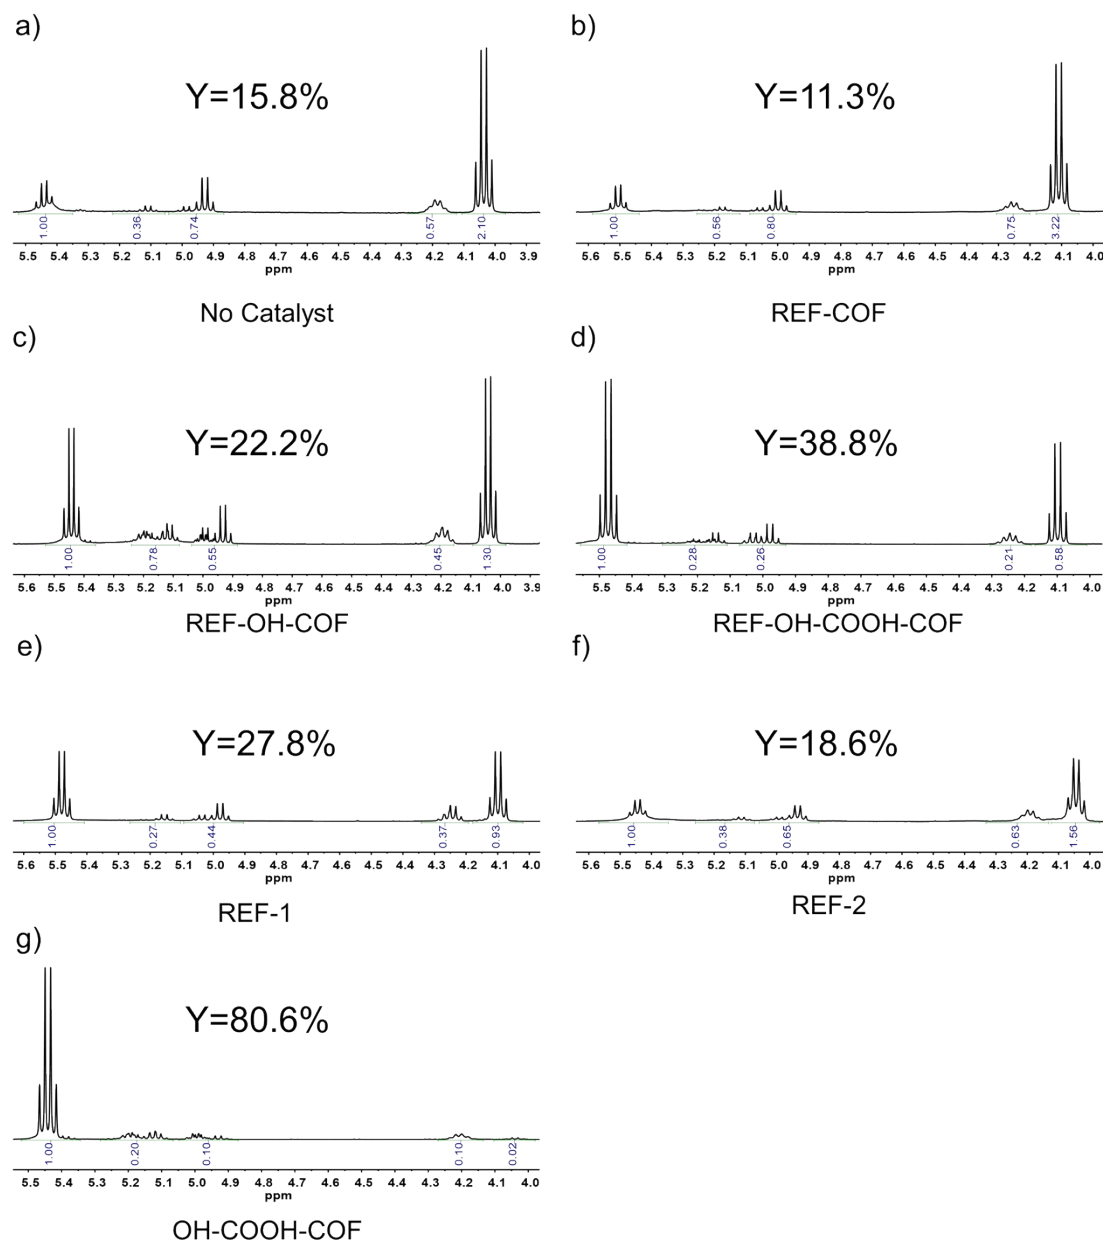 a)
Y=15.8%
1.00 0.36 0.74 0.57 2.10
5.5 5.4 5.3 5.2 5.1 5.0 4.9 4.8 4.7 4.6 4.5 4.4 4.3 4.2 4.1 4.0 3.9
ppm
No Catalyst
b)
Y=11.3%
1.00 0.56 0.80 0.75 3.22
5.6 5.5 5.4 5.3 5.2 5.1 5.0 4.9 4.8 4.7 4.6 4.5 4.4 4.3 4.2 4.1 4.0
ppm
REF-COF
c)
Y=22.2%
1.00 0.78 0.55 0.45 1.30
5.6 5.5 5.4 5.3 5.2 5.1 5.0 4.9 4.8 4.7 4.6 4.5 4.4 4.3 4.2 4.1 4.0 3.9
ppm
REF-OH-COF
d)
Y=38.8%
1.00 0.28 0.26 0.21 0.58
5.5 5.4 5.3 5.2 5.1 5.0 4.9 4.8 4.7 4.6 4.5 4.4 4.3 4.2 4.1 4.0
ppm
REF-OH-COOH-COF
e)
Y=27.8%
1.00 0.27 0.44 0.37 0.93
5.6 5.5 5.4 5.3 5.2 5.1 5.0 4.9 4.8 4.7 4.6 4.5 4.4 4.3 4.2 4.1 4.0
ppm
REF-1
f)
Y=18.6%
1.00 0.38 0.65 0.63 1.56
5.6 5.5 5.4 5.3 5.2 5.1 5.0 4.9 4.8 4.7 4.6 4.5 4.4 4.3 4.2 4.1 4.0
ppm
REF-2
g)
Y=80.6%
1.00 0.20 0.10 0.10 0.02
5.5 5.4 5.3 5.2 5.1 5.0 4.9 4.8 4.7 4.6 4.5 4.4 4.3 4.2 4.1 4.0
ppm
OH-COOH-COF